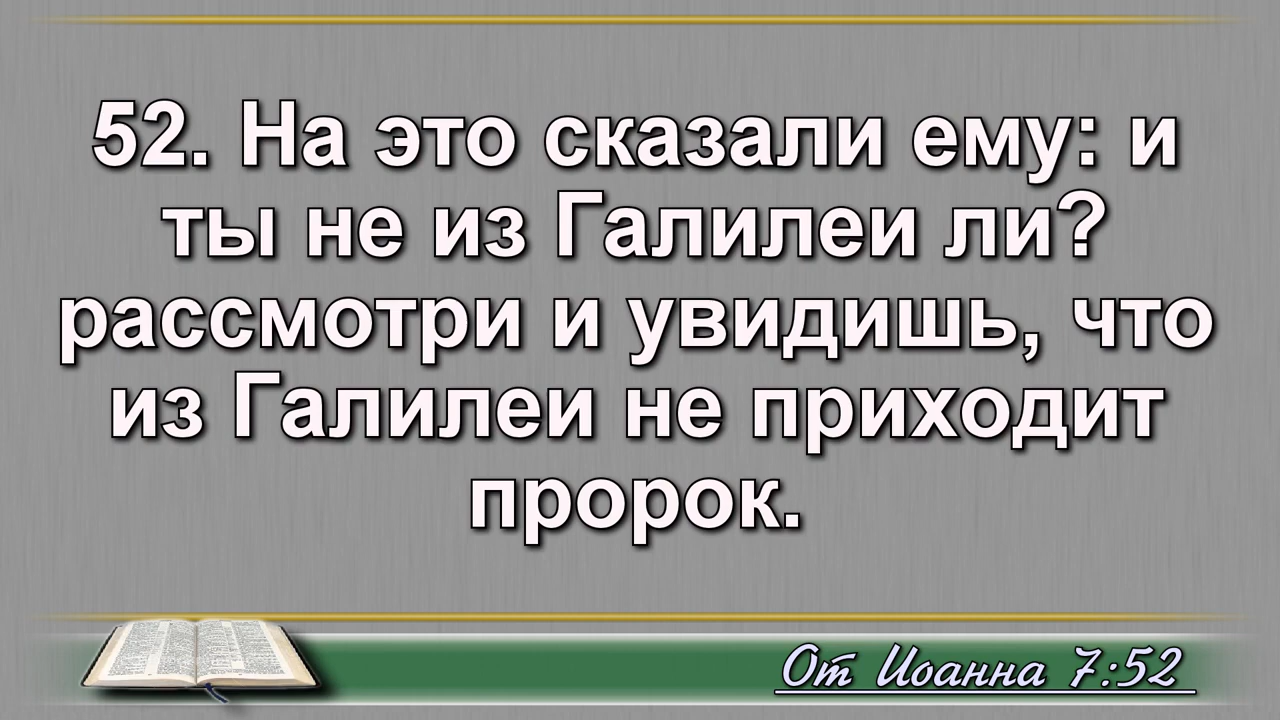 52. На это сказали ему: и
ты не из Галилеи ли?
рассмотри и увидишь, что
из Галилеи не приходит
пророк.
От Иоанна 7:52